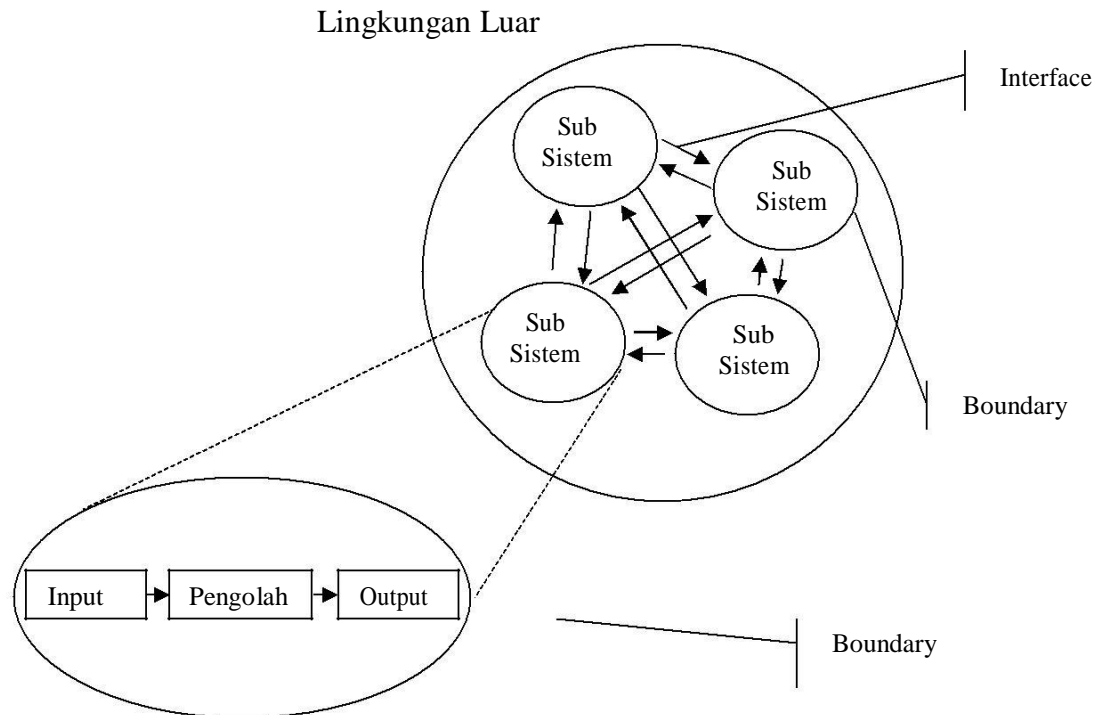 Lingkungan Luar
Interface
Sub
Sistem
Sub
Sistem
Sub
Sistem
Sub
Sistem
Boundary
Input
Pengolah
Output
Boundary